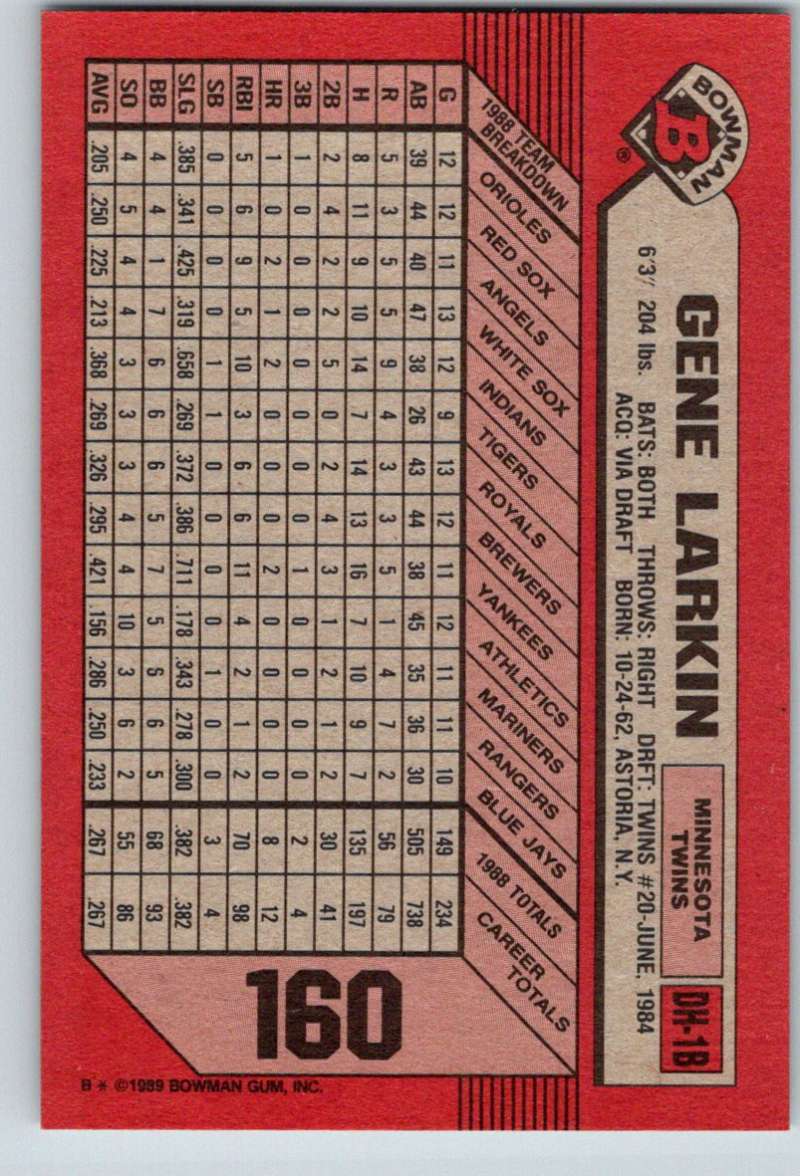 BOWMAN
B
®
GENE LARKIN
MINNESOTA
TWINS
DH-1B
6'3" 204 lbs. BATS: BOTH THROWS: RIGHT DRFT: TWINS #20-JUNE, 1984
ACQ: VIA DRAFT BORN: 10-24-62, ASTORIA, N.Y.
1988 TEAM
BREAKDOWN
ORIOLES
RED SOX
ANGELS
WHITE SOX
INDIANS
TIGERS
ROYALS
BREWERS
YANKEES
ATHLETICS
MARINERS
RANGERS
BLUE JAYS
1988 TOTALS
CAREER
TOTALS
G 12 12 11 13 12 9 13 12 11 12 11 11 10 149 234
AB 39 44 40 47 38 26 43 44 38 45 35 36 30 505 738
R 5 3 5 5 9 4 3 3 5 1 4 7 2 56 79
H 8 11 9 10 14 7 14 13 16 7 10 9 7 135 197
2B 2 4 2 2 5 0 2 4 3 1 2 1 2 30 41
3B 1 0 0 0 0 0 0 0 1 0 0 0 0 2 4
HR 1 0 2 1 2 0 0 0 2 0 0 0 0 8 12
RBI 5 6 9 5 10 3 6 6 11 4 2 1 2 70 98
SB 0 0 0 0 1 1 0 0 0 0 1 0 0 3 4
SLG .385 .341 .425 .319 .658 .269 .372 .386 .711 .178 .343 .278 .300 .382 .382
BB 4 4 1 7 6 6 6 5 7 5 6 6 5 68 93
SO 4 5 4 4 3 3 3 4 4 10 3 6 2 55 86
AVG .205 .250 .225 .213 .368 .269 .326 .295 .421 .156 .286 .250 .233 .267 .267
160
B * ©1989 BOWMAN GUM, INC.